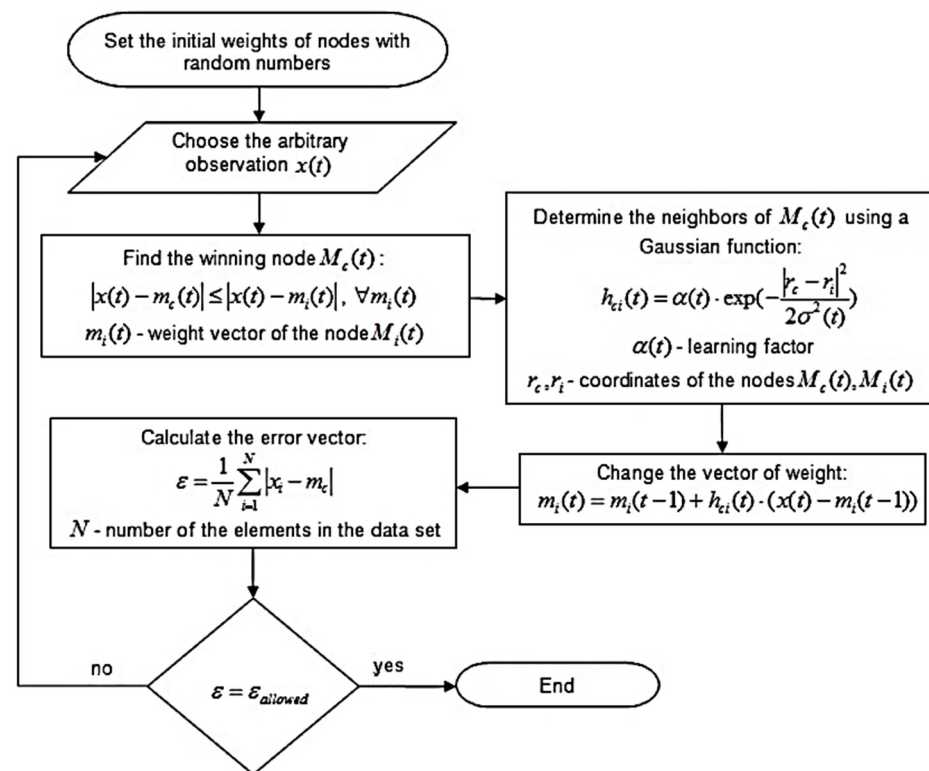 Set the initial weights of nodes with
random numbers
Choose the arbitrary
observation x(t)
Find the winning node M_c(t) :
|x(t) − m_c(t)| ≤ |x(t) − m_i(t)| , ∀m_i(t)
m_i(t) - weight vector of the node M_i(t)
Determine the neighbors of M_c(t) using a
Gaussian function:
h_ci(t) = α(t) · exp(−|r_c − r_i|² / 2σ²(t))
α(t) - learning factor
r_c, r_i - coordinates of the nodes M_c(t), M_i(t)
Change the vector of weight:
m_i(t) = m_i(t−1) + h_ci(t) · (x(t) − m_i(t−1))
Calculate the error vector:
ε = 1/N ∑_{i=1}^{N} |x_i − m_c|
N - number of the elements in the data set
no
ε = ε_allowed
yes
End